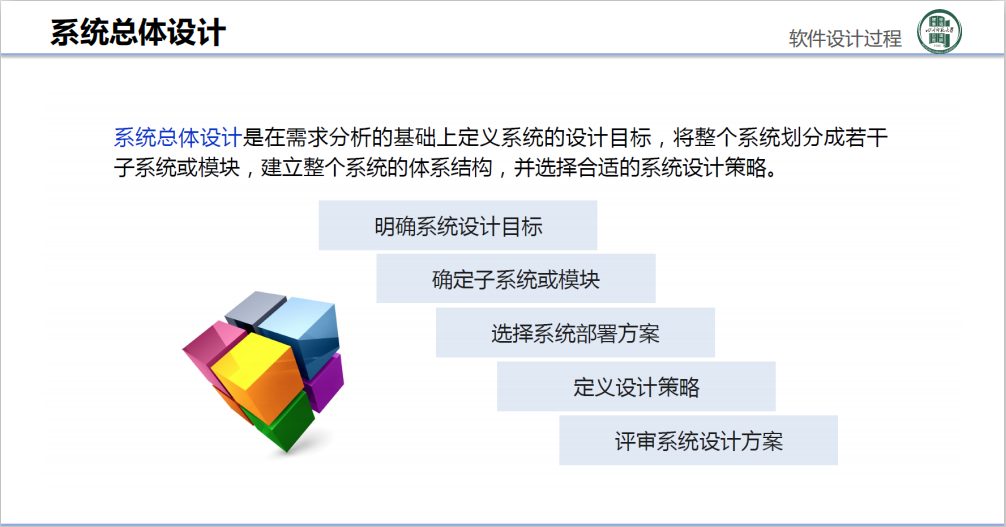 系统总体设计
软件设计过程
系统总体设计是在需求分析的基础上定义系统的设计目标，将整个系统划分成若干
子系统或模块，建立整个系统的体系结构，并选择合适的系统设计策略。
明确系统设计目标
确定子系统或模块
选择系统部署方案
定义设计策略
评审系统设计方案